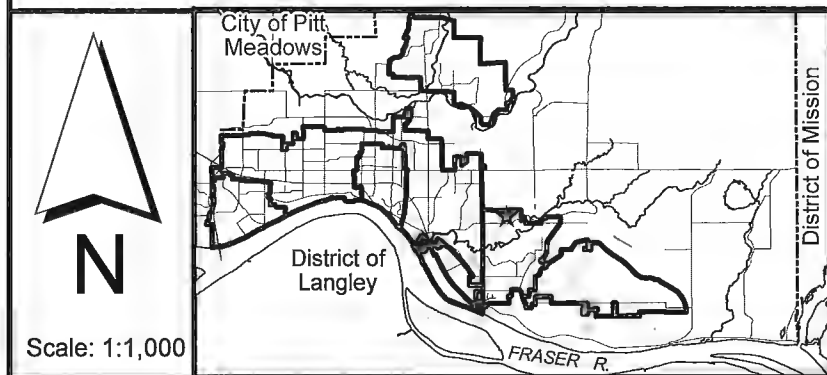 City of Pitt
Meadows
District of Mission
District of
Langley
N
Scale: 1:1,000
FRASER R.